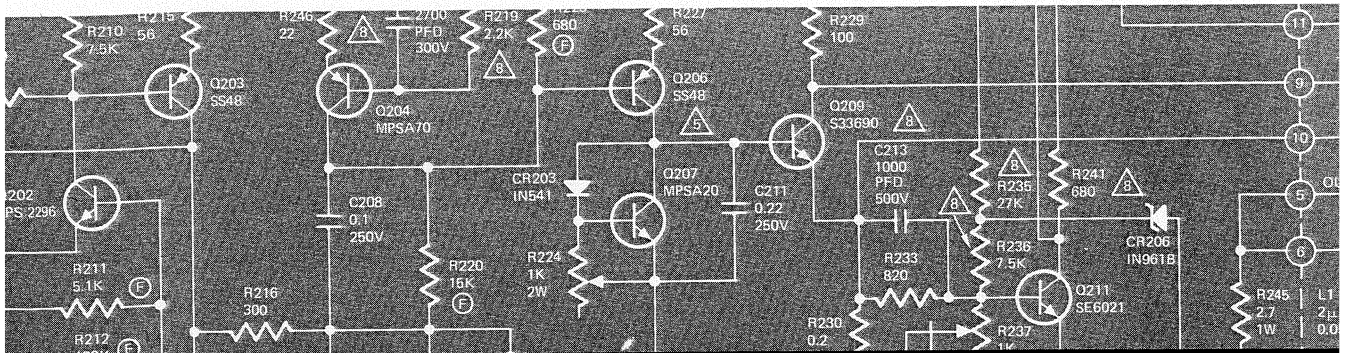 R215
56
R210
7.5K
Q203
SS48
R246
22
8
2700
PFD
300V
R219
2.2K
8
680
F
R227
56
R229
100
11
9
10
5
6
Q204
MPSA70
Q206
SS48
5
Q209
S33690
8
C213
1000
PFD
500V
8
R235
27K
8
R241
680
8
CR203
IN541
Q207
MPSA20
C211
0.22
250V
C208
0.1
250V
PS 2296
R211
5.1K
F
R212
F
R216
300
R220
15K
F
R224
1K
2W
R233
820
R236
7.5K
CR206
IN961B
Q211
SE6021
R230
0.2
R237
1K
R245
2.7
1W
L1